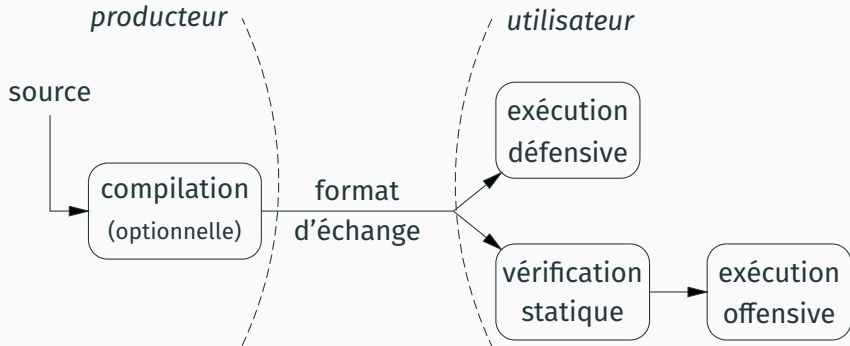 producteur
utilisateur
source
compilation
(optionnelle)
format
d'échange
exécution
défensive
vérification
statique
exécution
offensive